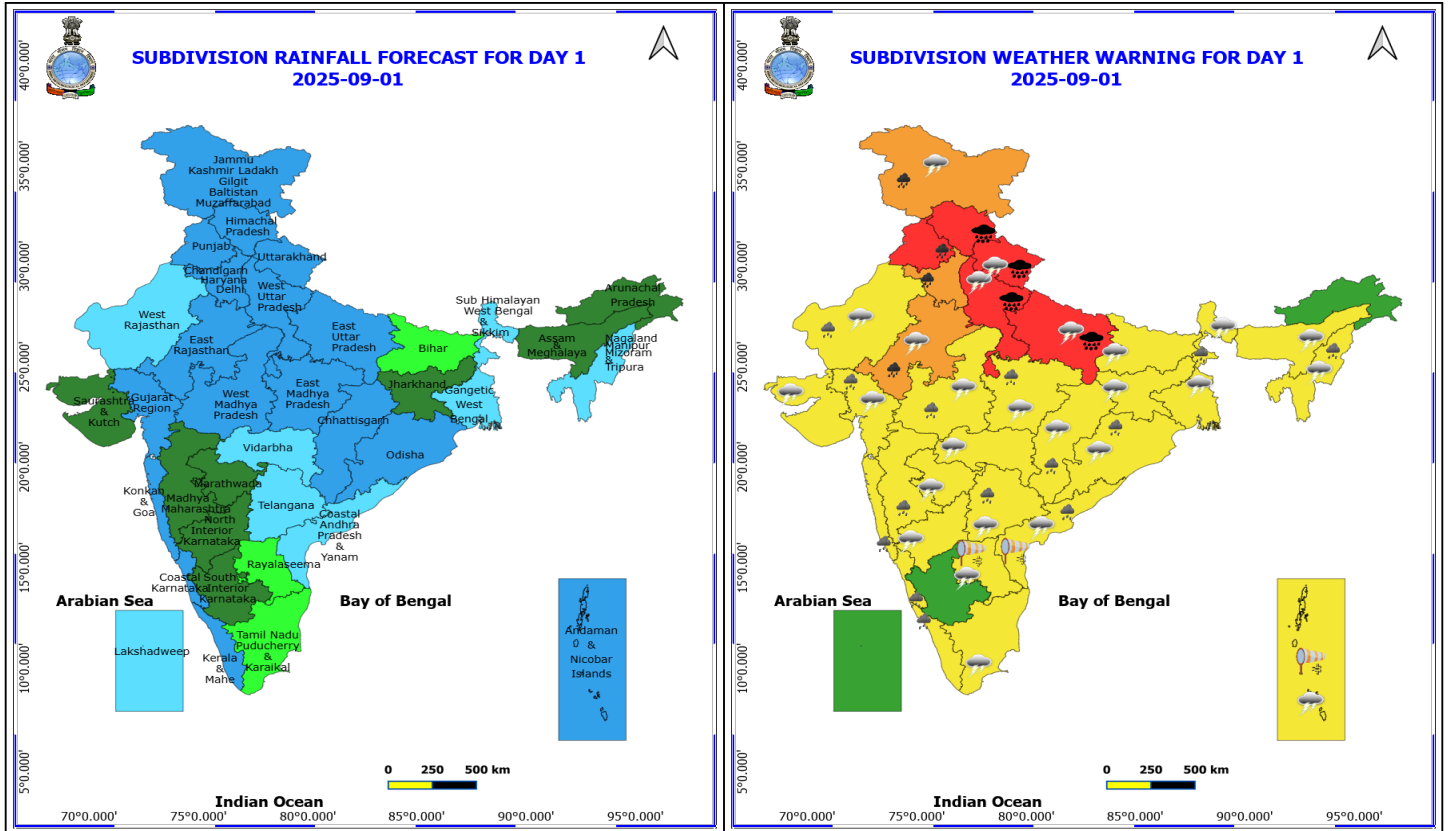 SUBDIVISION RAINFALL FORECAST FOR DAY 1
2025-09-01
40°0.000'
35°0.000'
30°0.000'
25°0.000'
20°0.000'
15°0.000'
10°0.000'
5°0.000'
Jammu
Kashmir Ladakh
Gilgit
Baltistan
Muzaffarabad
Himachal
Pradesh
Punjab
Uttarakhand
Chandigarh
Haryana
Delhi
West
Uttar
Pradesh
West
Rajasthan
East
Rajasthan
East
Uttar
Pradesh
Bihar
Sub Himalayan
West Bengal
&
Sikkim
Arunachal
Pradesh
Assam
&
Meghalaya
Nagaland
Manipur
Mizoram
&
Tripura
Saurashtra
&
Kutch
Gujarat
Region
West
Madhya
Pradesh
East
Madhya
Pradesh
Jharkhand
Gangetic
West
Bengal
Chhattisgarh
Odisha
Vidarbha
Konkan
&
Goa
Madhya
Maharashtra
Marathwada
Telangana
North
Interior
Karnataka
Coastal
Andhra
Pradesh
&
Yanam
Rayalaseema
Coastal
Karnataka
South
Interior
Karnataka
Tamil Nadu
Puducherry
&
Karaikal
Kerala
&
Mahe
Arabian Sea
Lakshadweep
Bay of Bengal
Andaman
&
Nicobar
Islands
0 250 500 km
Indian Ocean
70°0.000' 75°0.000' 80°0.000' 85°0.000' 90°0.000' 95°0.000'
SUBDIVISION WEATHER WARNING FOR DAY 1
2025-09-01
40°0.000'
35°0.000'
30°0.000'
25°0.000'
20°0.000'
15°0.000'
10°0.000'
5°0.000'
Arabian Sea
Bay of Bengal
0 250 500 km
Indian Ocean
70°0.000' 75°0.000' 80°0.000' 85°0.000' 90°0.000' 95°0.000'